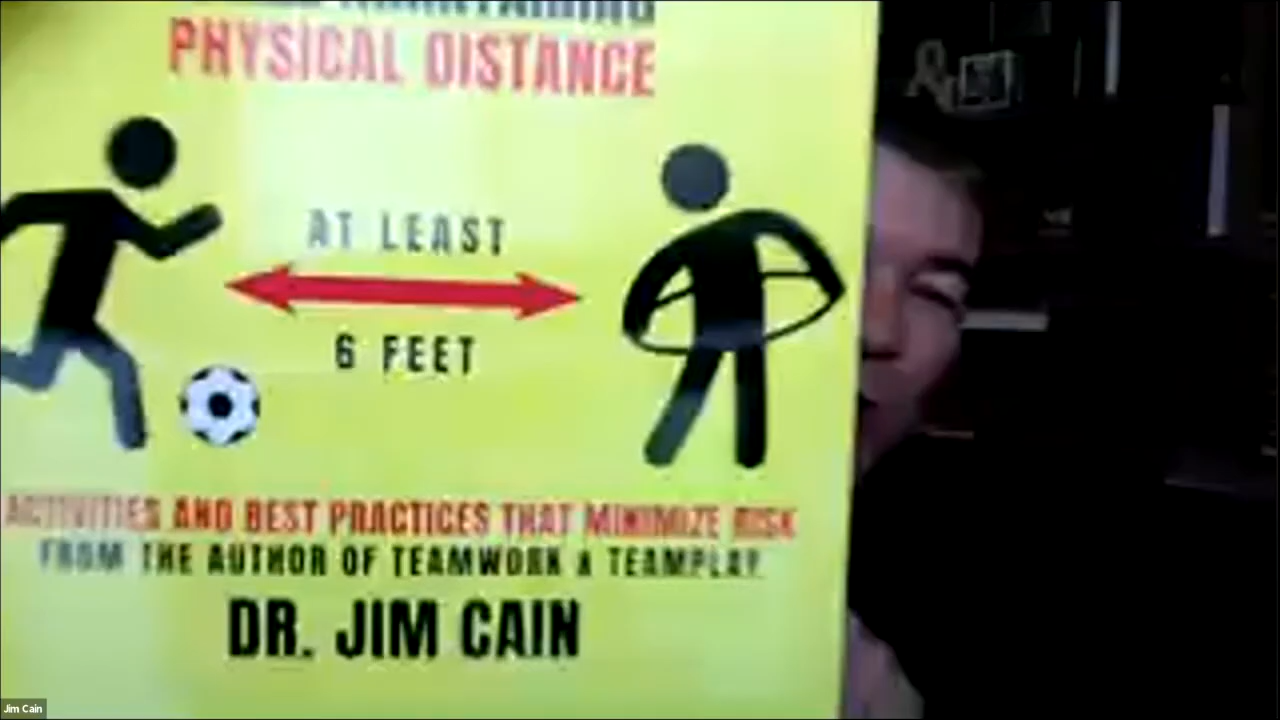 PHYSICAL DISTANCE
AT LEAST
6 FEET
ACTIVITIES AND BEST PRACTICES THAT MINIMIZE RISK
FROM THE AUTHOR OF TEAMWORK & TEAMPLAY
DR. JIM CAIN
Jim Cain